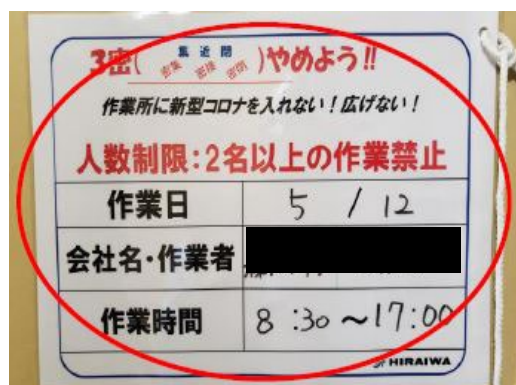 集 近 閉
3密( 密集 密接 密閉 )やめよう!!
作業所に新型コロナを入れない!広げない!
人数制限:2名以上の作業禁止
作業日 5 / 12
会社名・作業者
作業時間 8:30~17:00
HIRAIWA